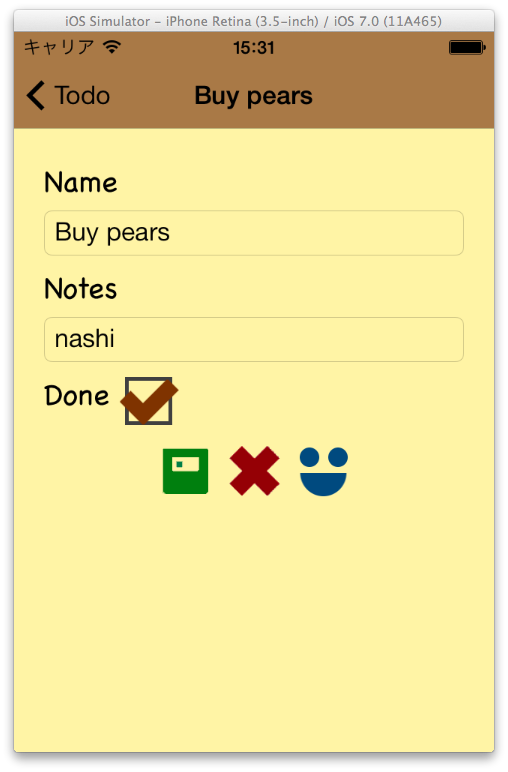 iOS Simulator – iPhone Retina (3.5-inch) / iOS 7.0 (11A465)
キャリア 15:31
Todo Buy pears
Name
Buy pears
Notes
nashi
Done